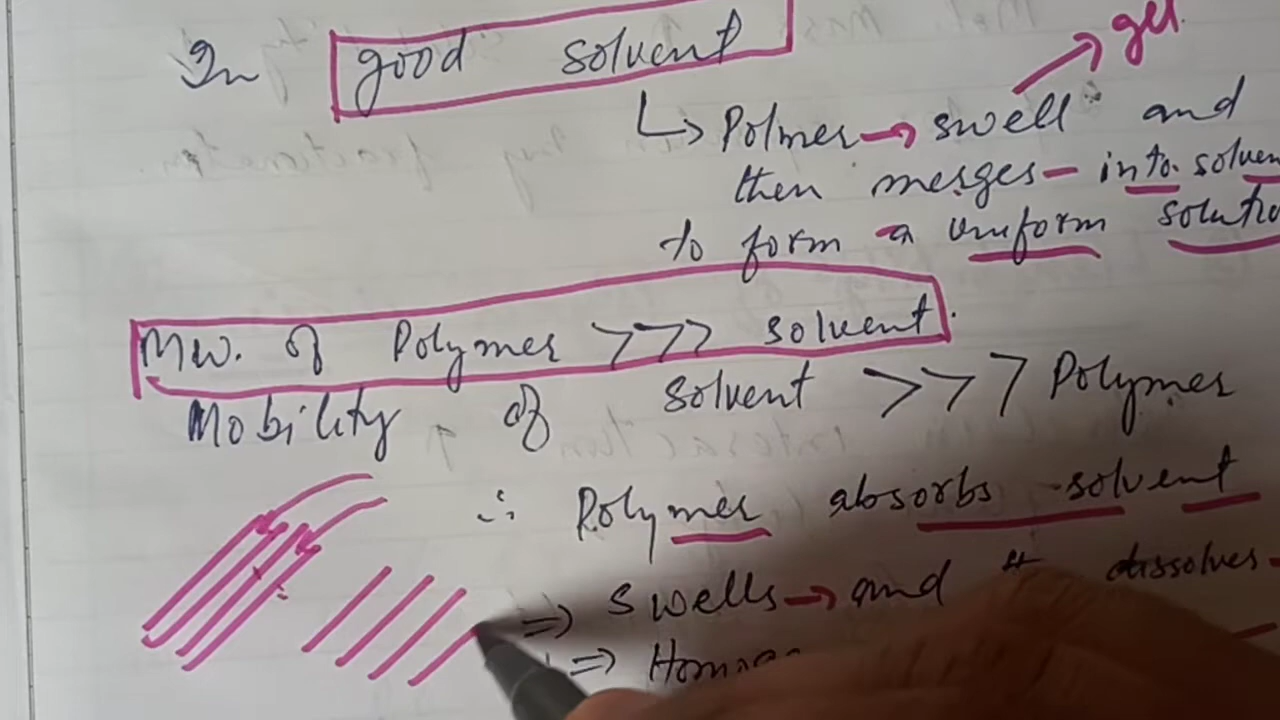 In good solvent
gel
↳ Polmer → swell and
then merges - into solven
to form a uniform solutio
MW. of Polymer >>> solvent.
Mobility of solvent >>> Polymer
∴ Polymer absorbs solvent
⇒ swells → and dissolves -
⇒